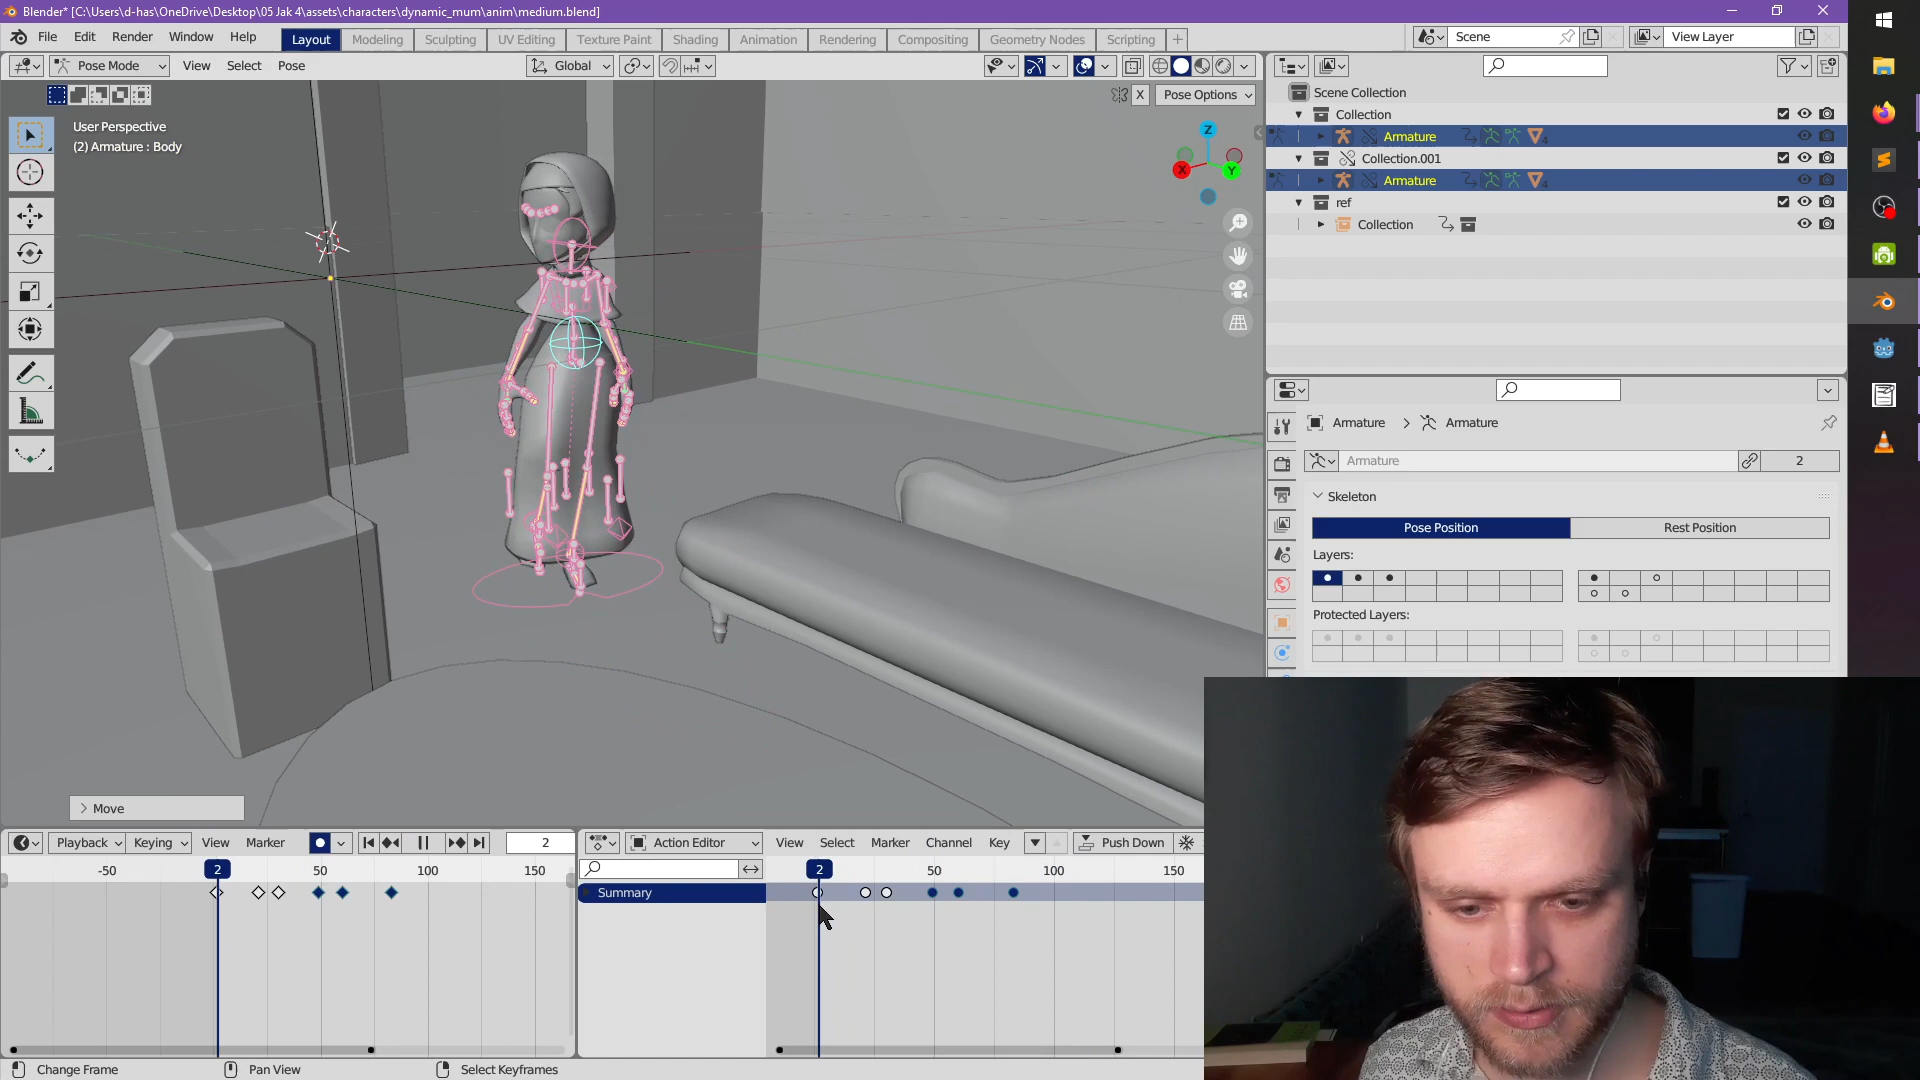 Blender* [C:\Users\d-has\OneDrive\Desktop\05 Jak 4\assets\characters\dynamic_mum\anim\medium.blend]
File Edit Render Window Help Layout Modeling Sculpting UV Editing Texture Paint Shading Animation Rendering Compositing Geometry Nodes Scripting + Scene View Layer
Pose Mode View Select Pose Global
X Pose Options
User Perspective
(2) Armature : Body
Z
X Y
Scene Collection
Collection
Armature 4
Collection.001
Armature 4
ref
Collection
Armature > Armature
Armature 2
Skeleton
Pose Position Rest Position
Layers:
Protected Layers:
> Move
Playback Keying View Marker 2
Action Editor View Select Marker Channel Key Push Down
-50 2 50 100 150
2 50 100 150
Summary
Change Frame Pan View Select Keyframes